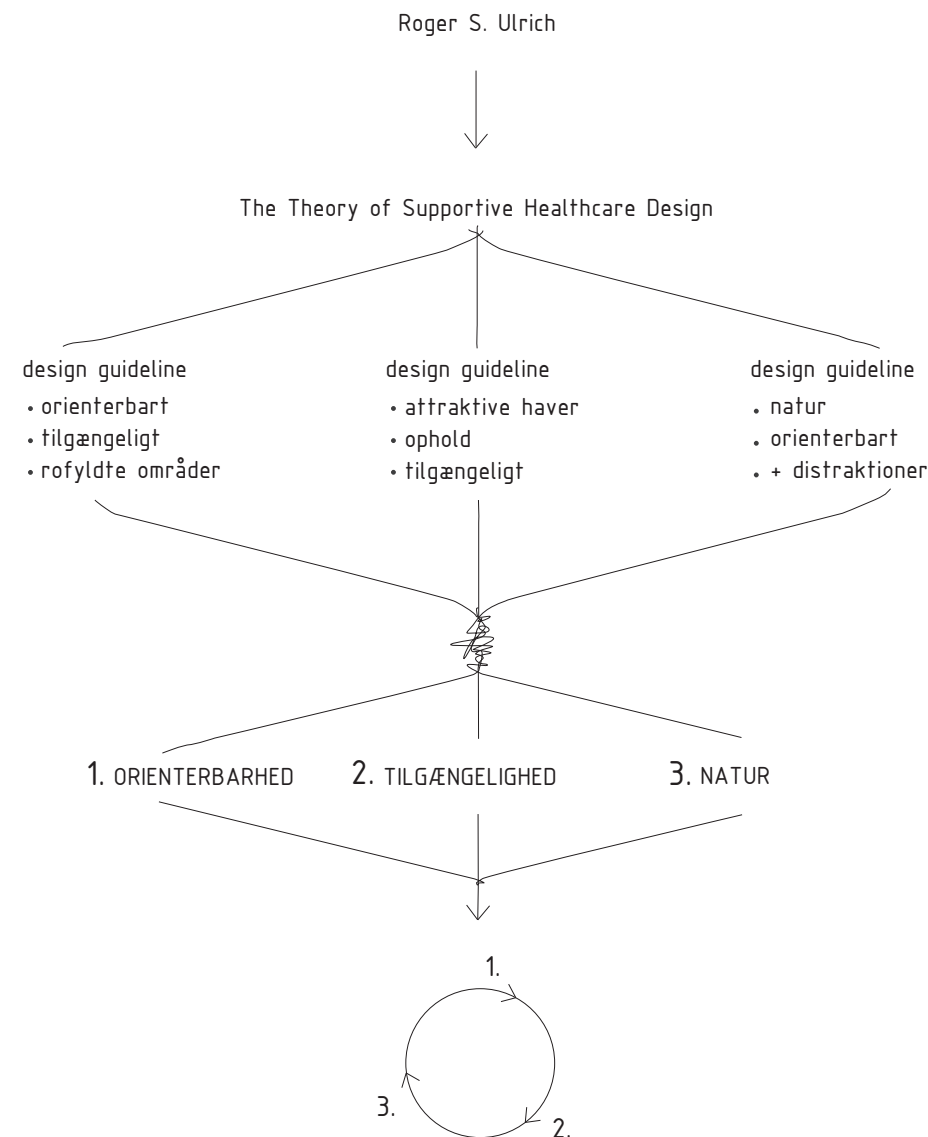 Roger S. Ulrich
The Theory of Supportive Healthcare Design
design guideline
• orienterbart
• tilgængeligt
• rofyldte områder
design guideline
• attraktive haver
• ophold
• tilgængeligt
design guideline
• natur
• orienterbart
• + distraktioner
1. ORIENTERBARHED
2. TILGÆNGELIGHED
3. NATUR
1.
2.
3.